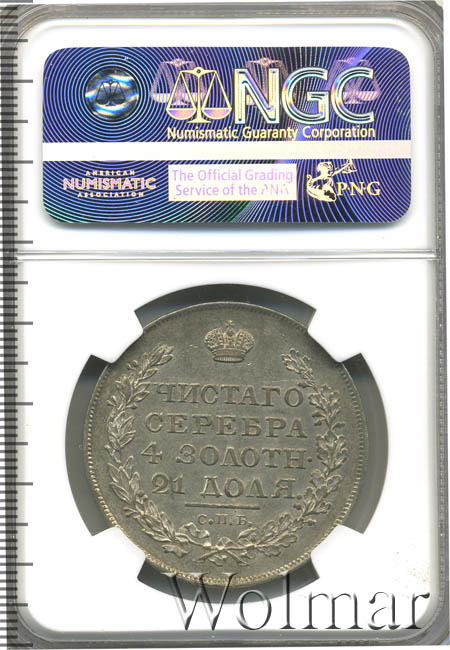 NGC
Numismatic Guaranty Corporation
AMERICAN
NUMISMATIC
ASSOCIATION
The Official Grading
Service of the ANA
PNG
ЧИСТАГО
СЕРЕБРА
4 ЗОЛОТН.
21 ДОЛЯ.
С.П.Б.
Wolmar